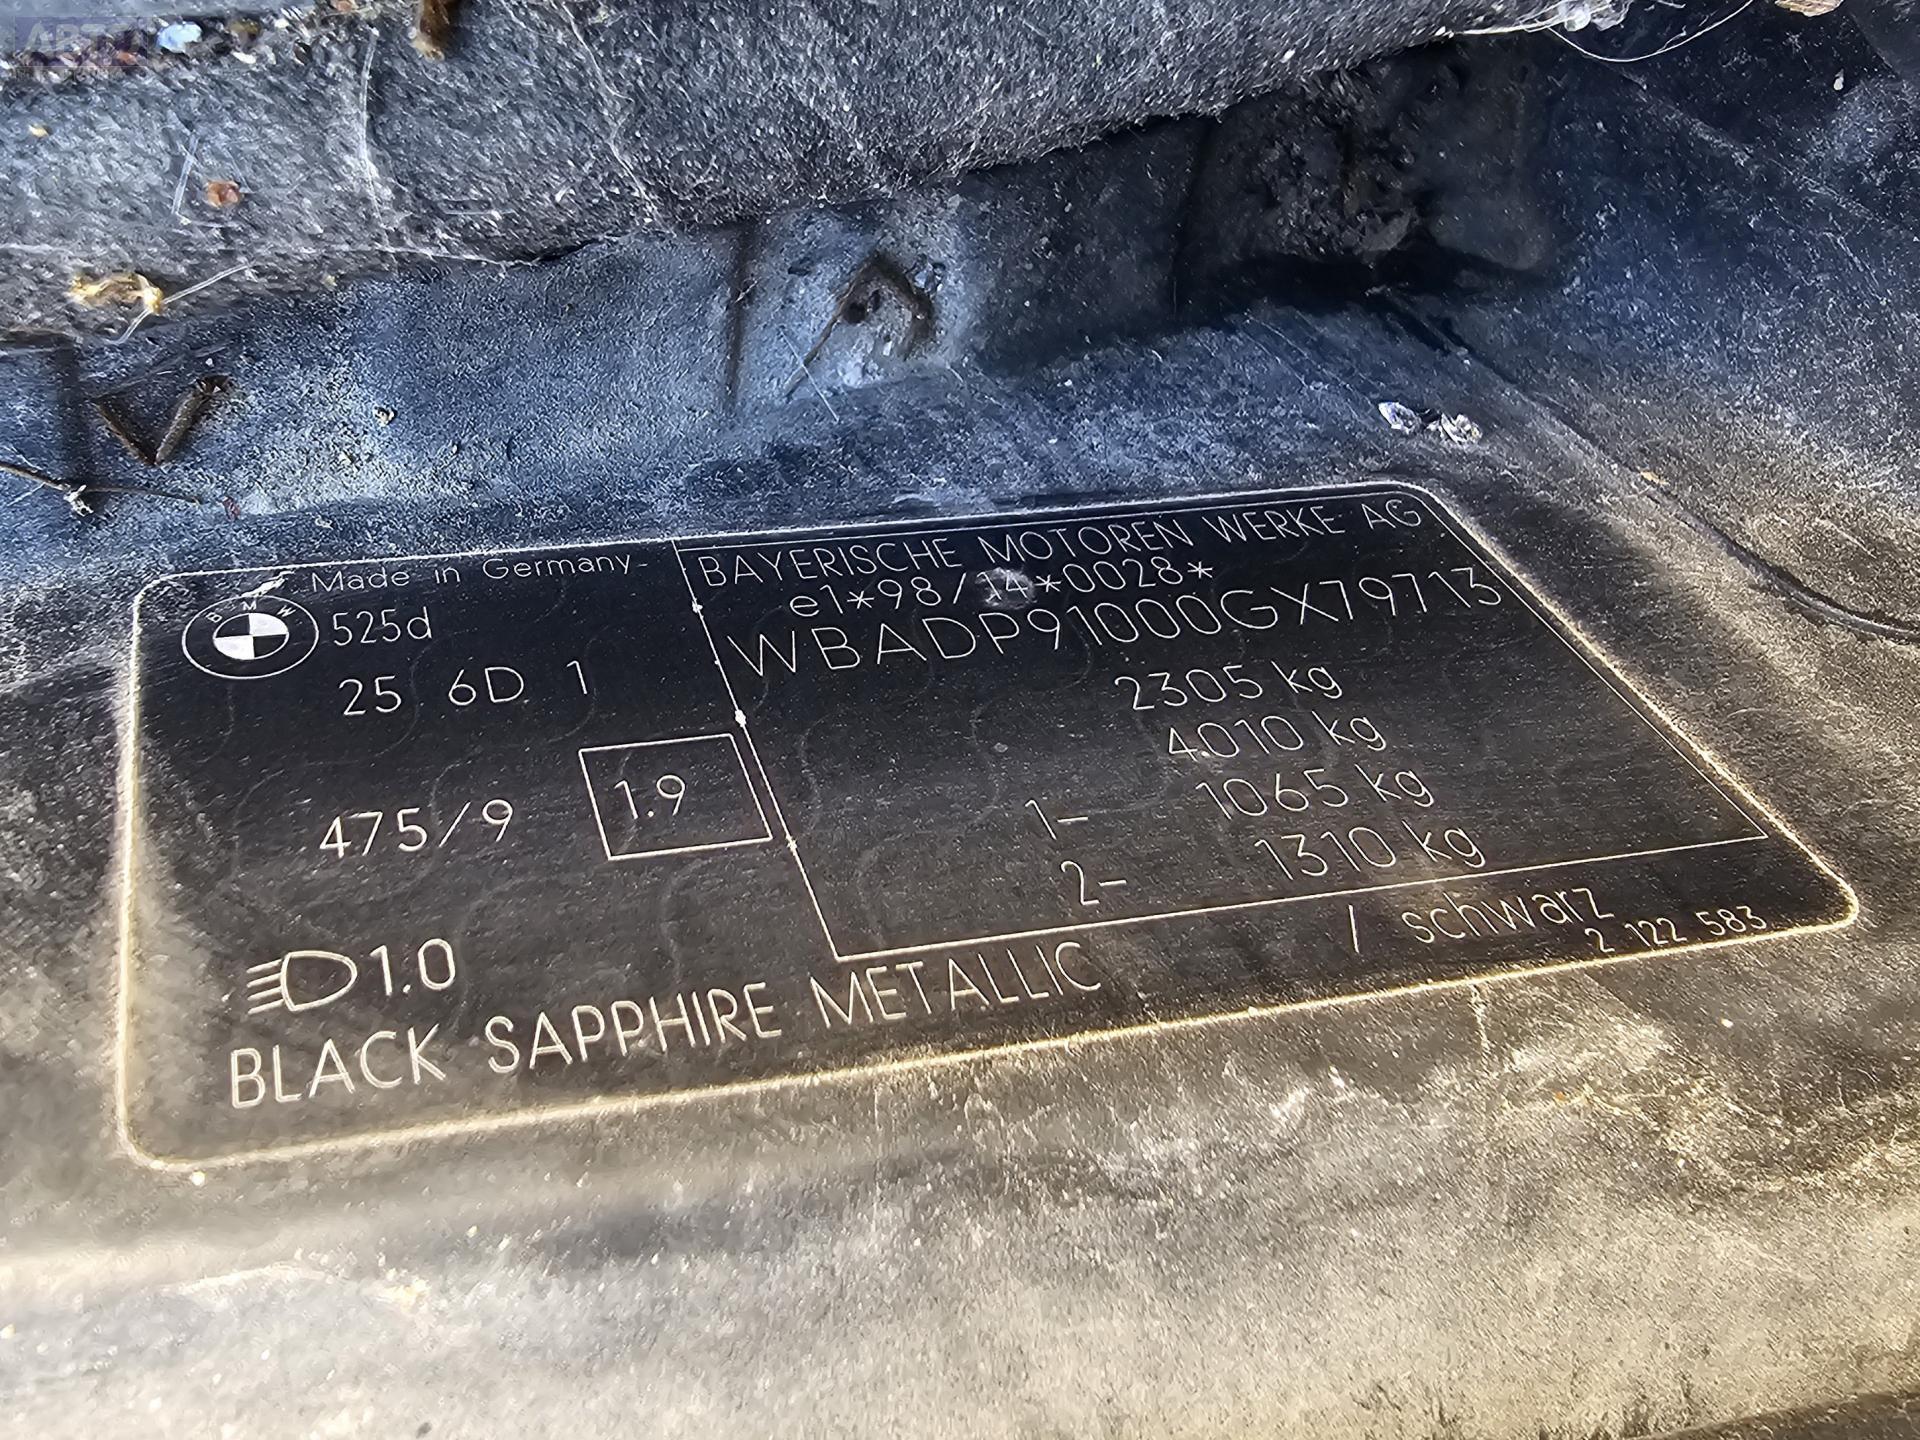 Made in Germany
BMW
525d
25 6D 1
475/9
1.9
1.0
BLACK SAPPHIRE METALLIC
BAYERISCHE MOTOREN WERKE AG
e1*98/14*0028*
WBADP91000GX79713
2305 kg
4010 kg
1- 1065 kg
2- 1310 kg
/ schwarz
2 122 583